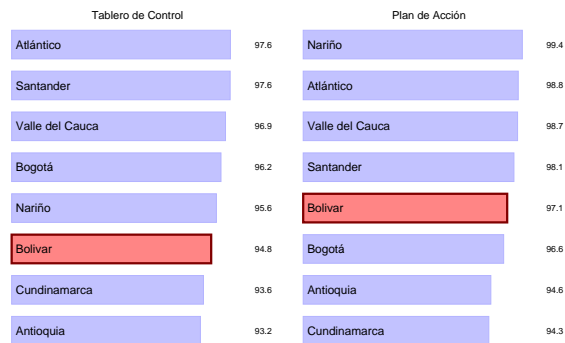 Tablero de Control
Atlántico 97.6
Santander 97.6
Valle del Cauca 96.9
Bogotá 96.2
Nariño 95.6
Bolivar 94.8
Cundinamarca 93.6
Antioquia 93.2
Plan de Acción
Nariño 99.4
Atlántico 98.8
Valle del Cauca 98.7
Santander 98.1
Bolivar 97.1
Bogotá 96.6
Antioquia 94.6
Cundinamarca 94.3